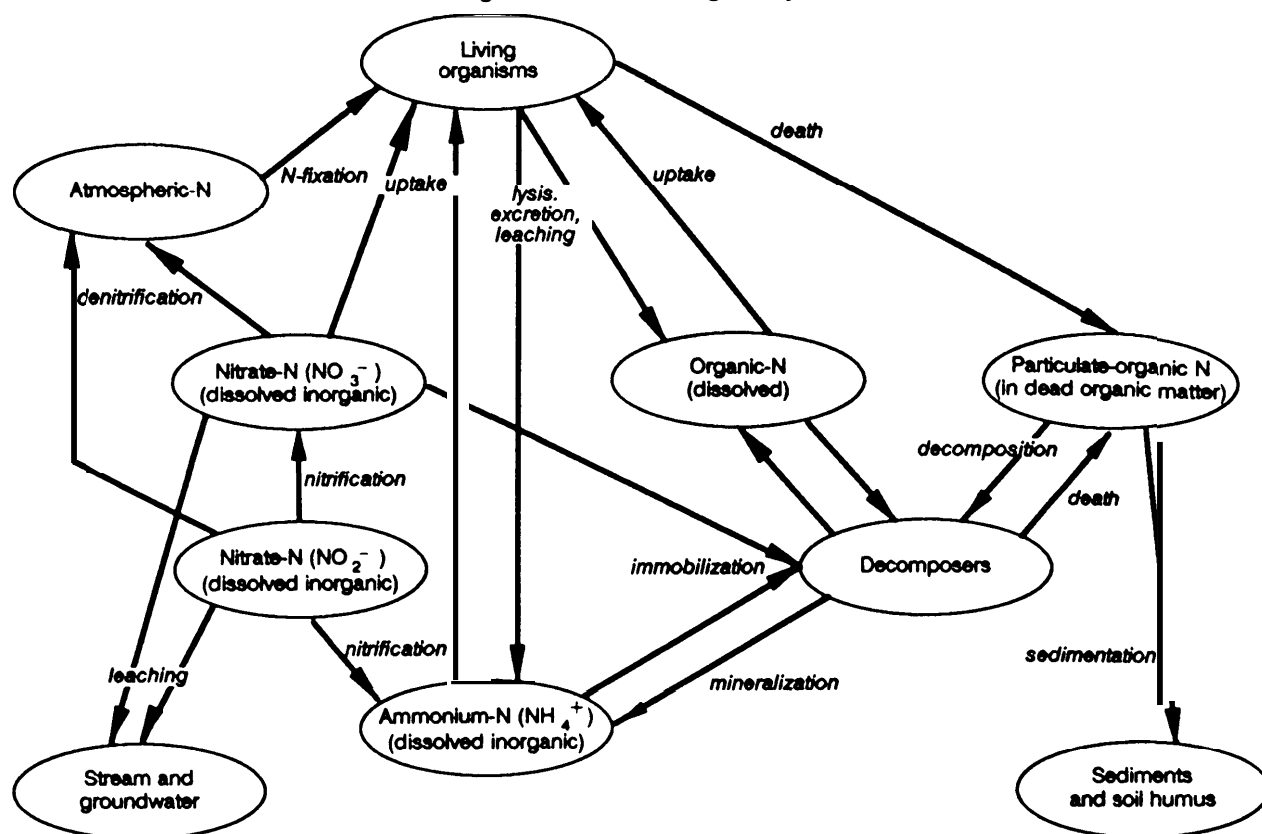 Living
organisms
death
N-fixation
uptake
uptake
Atmospheric-N
lysis.
excretion,
leaching
denitrification
Nitrate-N (NO3−)
(dissolved inorganic)
Organic-N
(dissolved)
Particulate-organic N
(in dead organic matter)
decomposition
nitrification
death
Nitrate-N (NO2−)
(dissolved inorganic)
immobilization
Decomposers
nitrification
sedimentation
leaching
mineralization
Ammonium-N (NH4+)
(dissolved inorganic)
Stream and
groundwater
Sediments
and soil humus